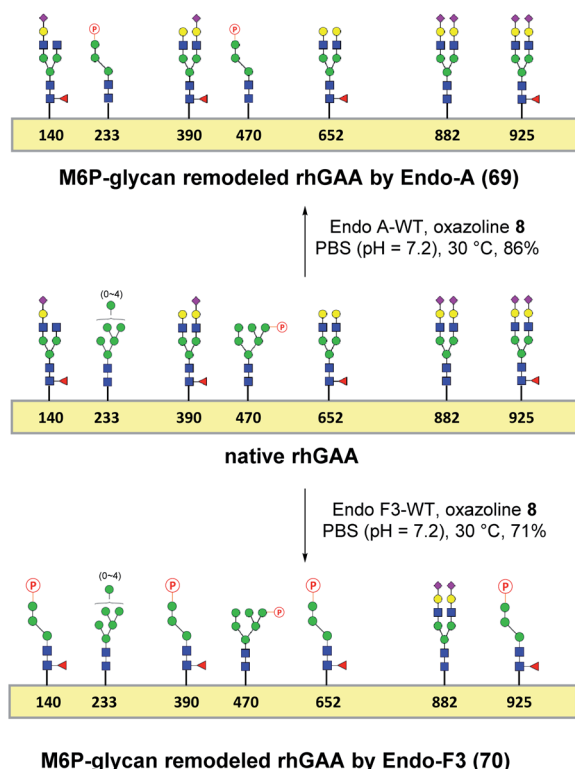 P P
140 233 390 470 652 882 925
M6P-glycan remodeled rhGAA by Endo-A (69)
Endo A-WT, oxazoline 8
PBS (pH = 7.2), 30 °C, 86%
(0~4)
P
140 233 390 470 652 882 925
native rhGAA
Endo F3-WT, oxazoline 8
PBS (pH = 7.2), 30 °C, 71%
P (0~4) P P P
P
140 233 390 470 652 882 925
M6P-glycan remodeled rhGAA by Endo-F3 (70)